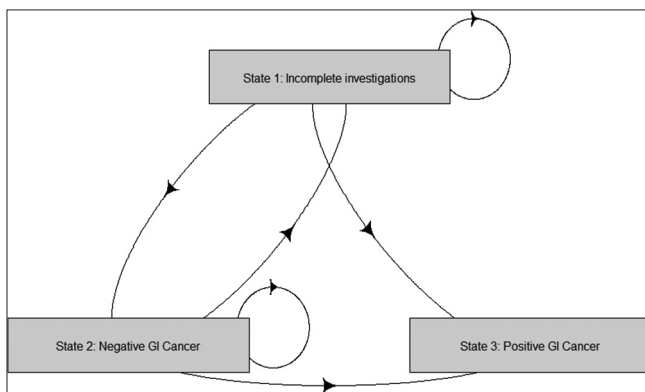 State 1: Incomplete investigations
State 2: Negative GI Cancer
State 3: Positive GI Cancer